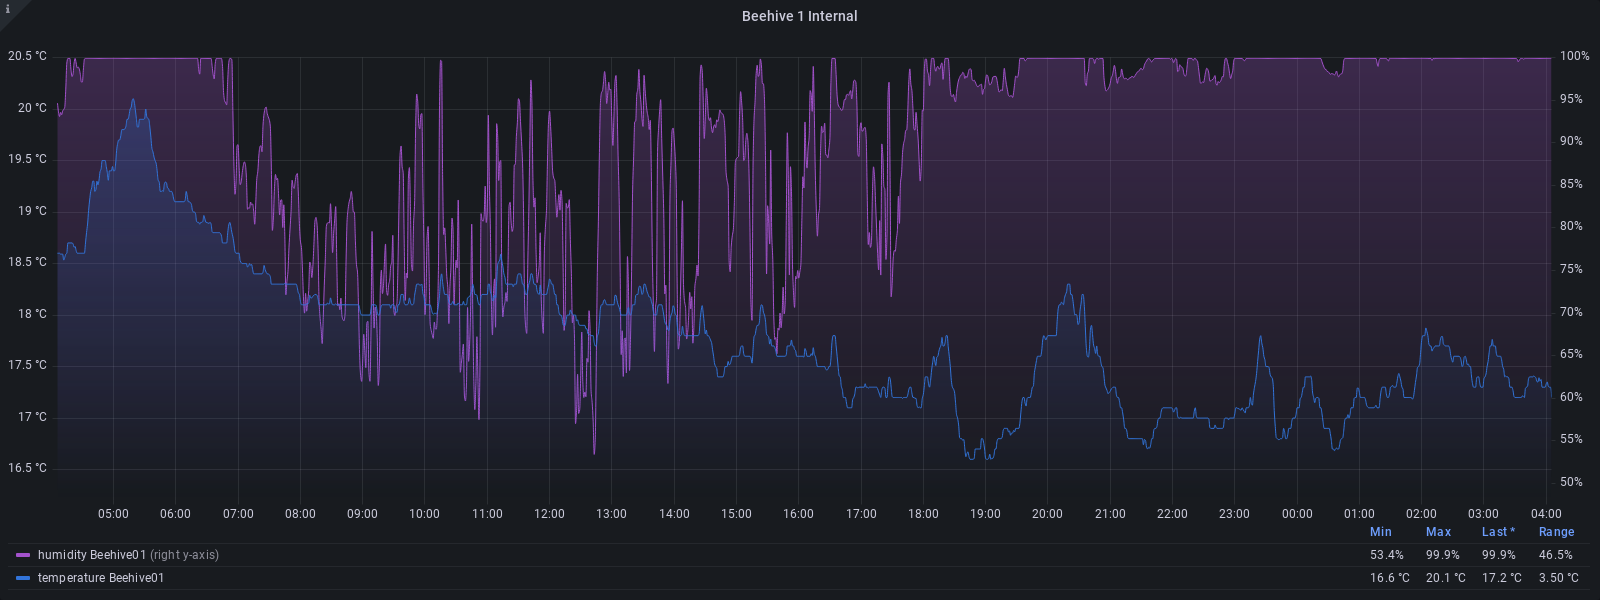 i
Beehive 1 Internal
20.5 °C
20 °C
19.5 °C
19 °C
18.5 °C
18 °C
17.5 °C
17 °C
16.5 °C
100%
95%
90%
85%
80%
75%
70%
65%
60%
55%
50%
05:00 06:00 07:00 08:00 09:00 10:00 11:00 12:00 13:00 14:00 15:00 16:00 17:00 18:00 19:00 20:00 21:00 22:00 23:00 00:00 01:00 02:00 03:00 04:00
Min Max Last * Range
humidity Beehive01 (right y-axis) 53.4% 99.9% 99.9% 46.5%
temperature Beehive01 16.6 °C 20.1 °C 17.2 °C 3.50 °C